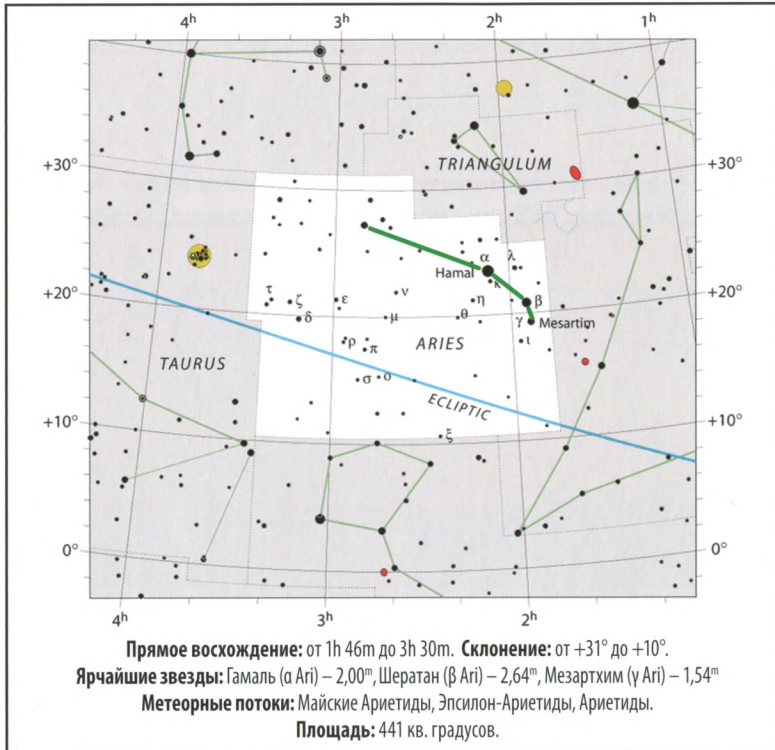 4h 3h 2h 1h
+30° +30°
TRIANGULUM
α λ
Hamal κ
+20° τ ζ ε ν η β +20°
δ μ θ γ Mesartim
ρ π ARIES ι
TAURUS
σ ο
ECLIPTIC
+10° +10°
ξ
0° 0°
4h 3h 2h
Прямое восхождение: от 1h 46m до 3h 30m. Склонение: от +31° до +10°.
Ярчайшие звезды: Гамаль (α Ari) – 2,00ᵐ, Шератан (β Ari) – 2,64ᵐ, Мезартхим (γ Ari) – 1,54ᵐ
Метеорные потоки: Майские Ариетиды, Эпсилон-Ариетиды, Ариетиды.
Площадь: 441 кв. градусов.